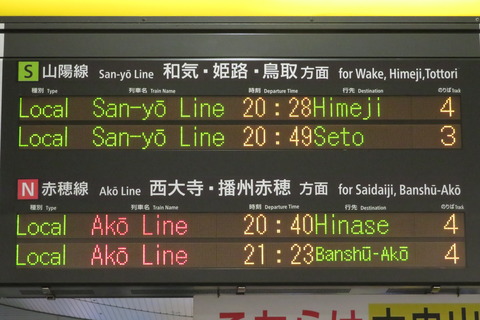 S 山陽線 San-yō Line 和気・姫路・鳥取 方面 for Wake, Himeji,Tottori
種別 Type 列車名 Train Name 時刻 Departure Time 行先 Destination のりば Track
Local San-yō Line 20:28 Himeji 4
Local San-yō Line 20:49 Seto 3
N 赤穂線 Akō Line 西大寺・播州赤穂 方面 for Saidaiji, Banshū-Akō
種別 Type 列車名 Train Name 時刻 Departure Time 行先 Destination のりば Track
Local Akō Line 20:40 Hinase 4
Local Akō Line 21:23 Banshū-Akō 4